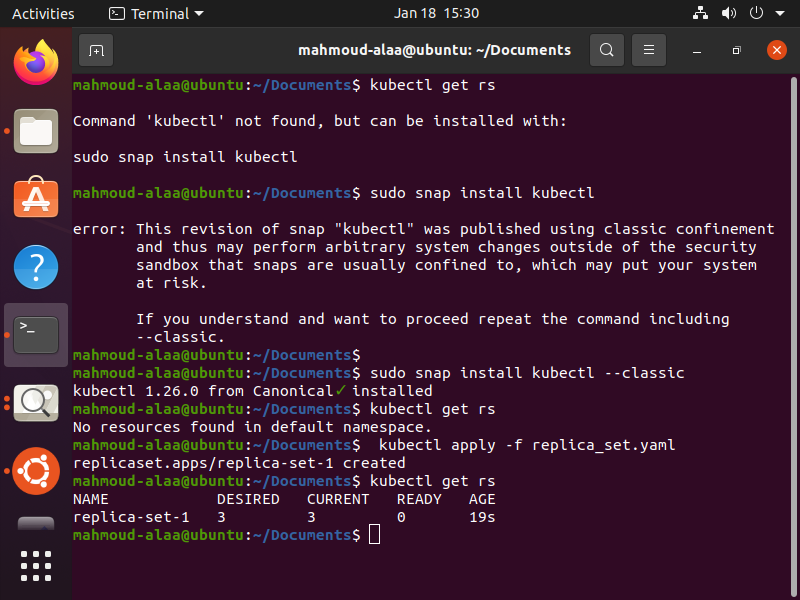 Activities
Terminal
Jan 18 15:30
mahmoud-alaa@ubuntu: ~/Documents
mahmoud-alaa@ubuntu:~/Documents$ kubectl get rs
Command 'kubectl' not found, but can be installed with:
sudo snap install kubectl
mahmoud-alaa@ubuntu:~/Documents$ sudo snap install kubectl
error: This revision of snap "kubectl" was published using classic confinement
and thus may perform arbitrary system changes outside of the security
sandbox that snaps are usually confined to, which may put your system
at risk.
If you understand and want to proceed repeat the command including
--classic.
mahmoud-alaa@ubuntu:~/Documents$
mahmoud-alaa@ubuntu:~/Documents$ sudo snap install kubectl --classic
kubectl 1.26.0 from Canonical✓ installed
mahmoud-alaa@ubuntu:~/Documents$ kubectl get rs
No resources found in default namespace.
mahmoud-alaa@ubuntu:~/Documents$  kubectl apply -f replica_set.yaml
replicaset.apps/replica-set-1 created
mahmoud-alaa@ubuntu:~/Documents$ kubectl get rs
NAME            DESIRED   CURRENT   READY   AGE
replica-set-1   3         3         0       19s
mahmoud-alaa@ubuntu:~/Documents$